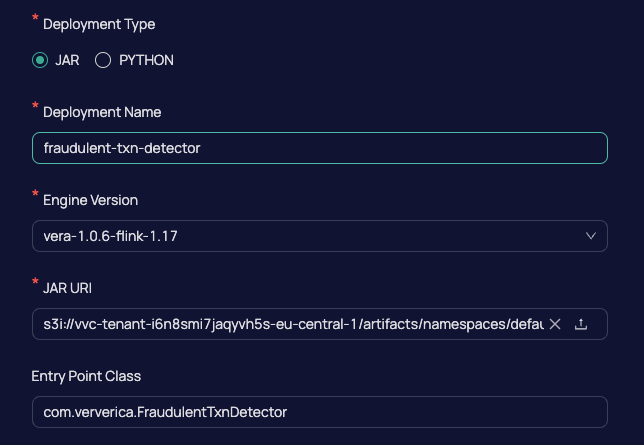 * Deployment Type
JAR PYTHON
* Deployment Name
fraudulent-txn-detector
* Engine Version
vera-1.0.6-flink-1.17
* JAR URI
s3i://vvc-tenant-i6n8smi7jaqyvh5s-eu-central-1/artifacts/namespaces/defau
Entry Point Class
com.ververica.FraudulentTxnDetector